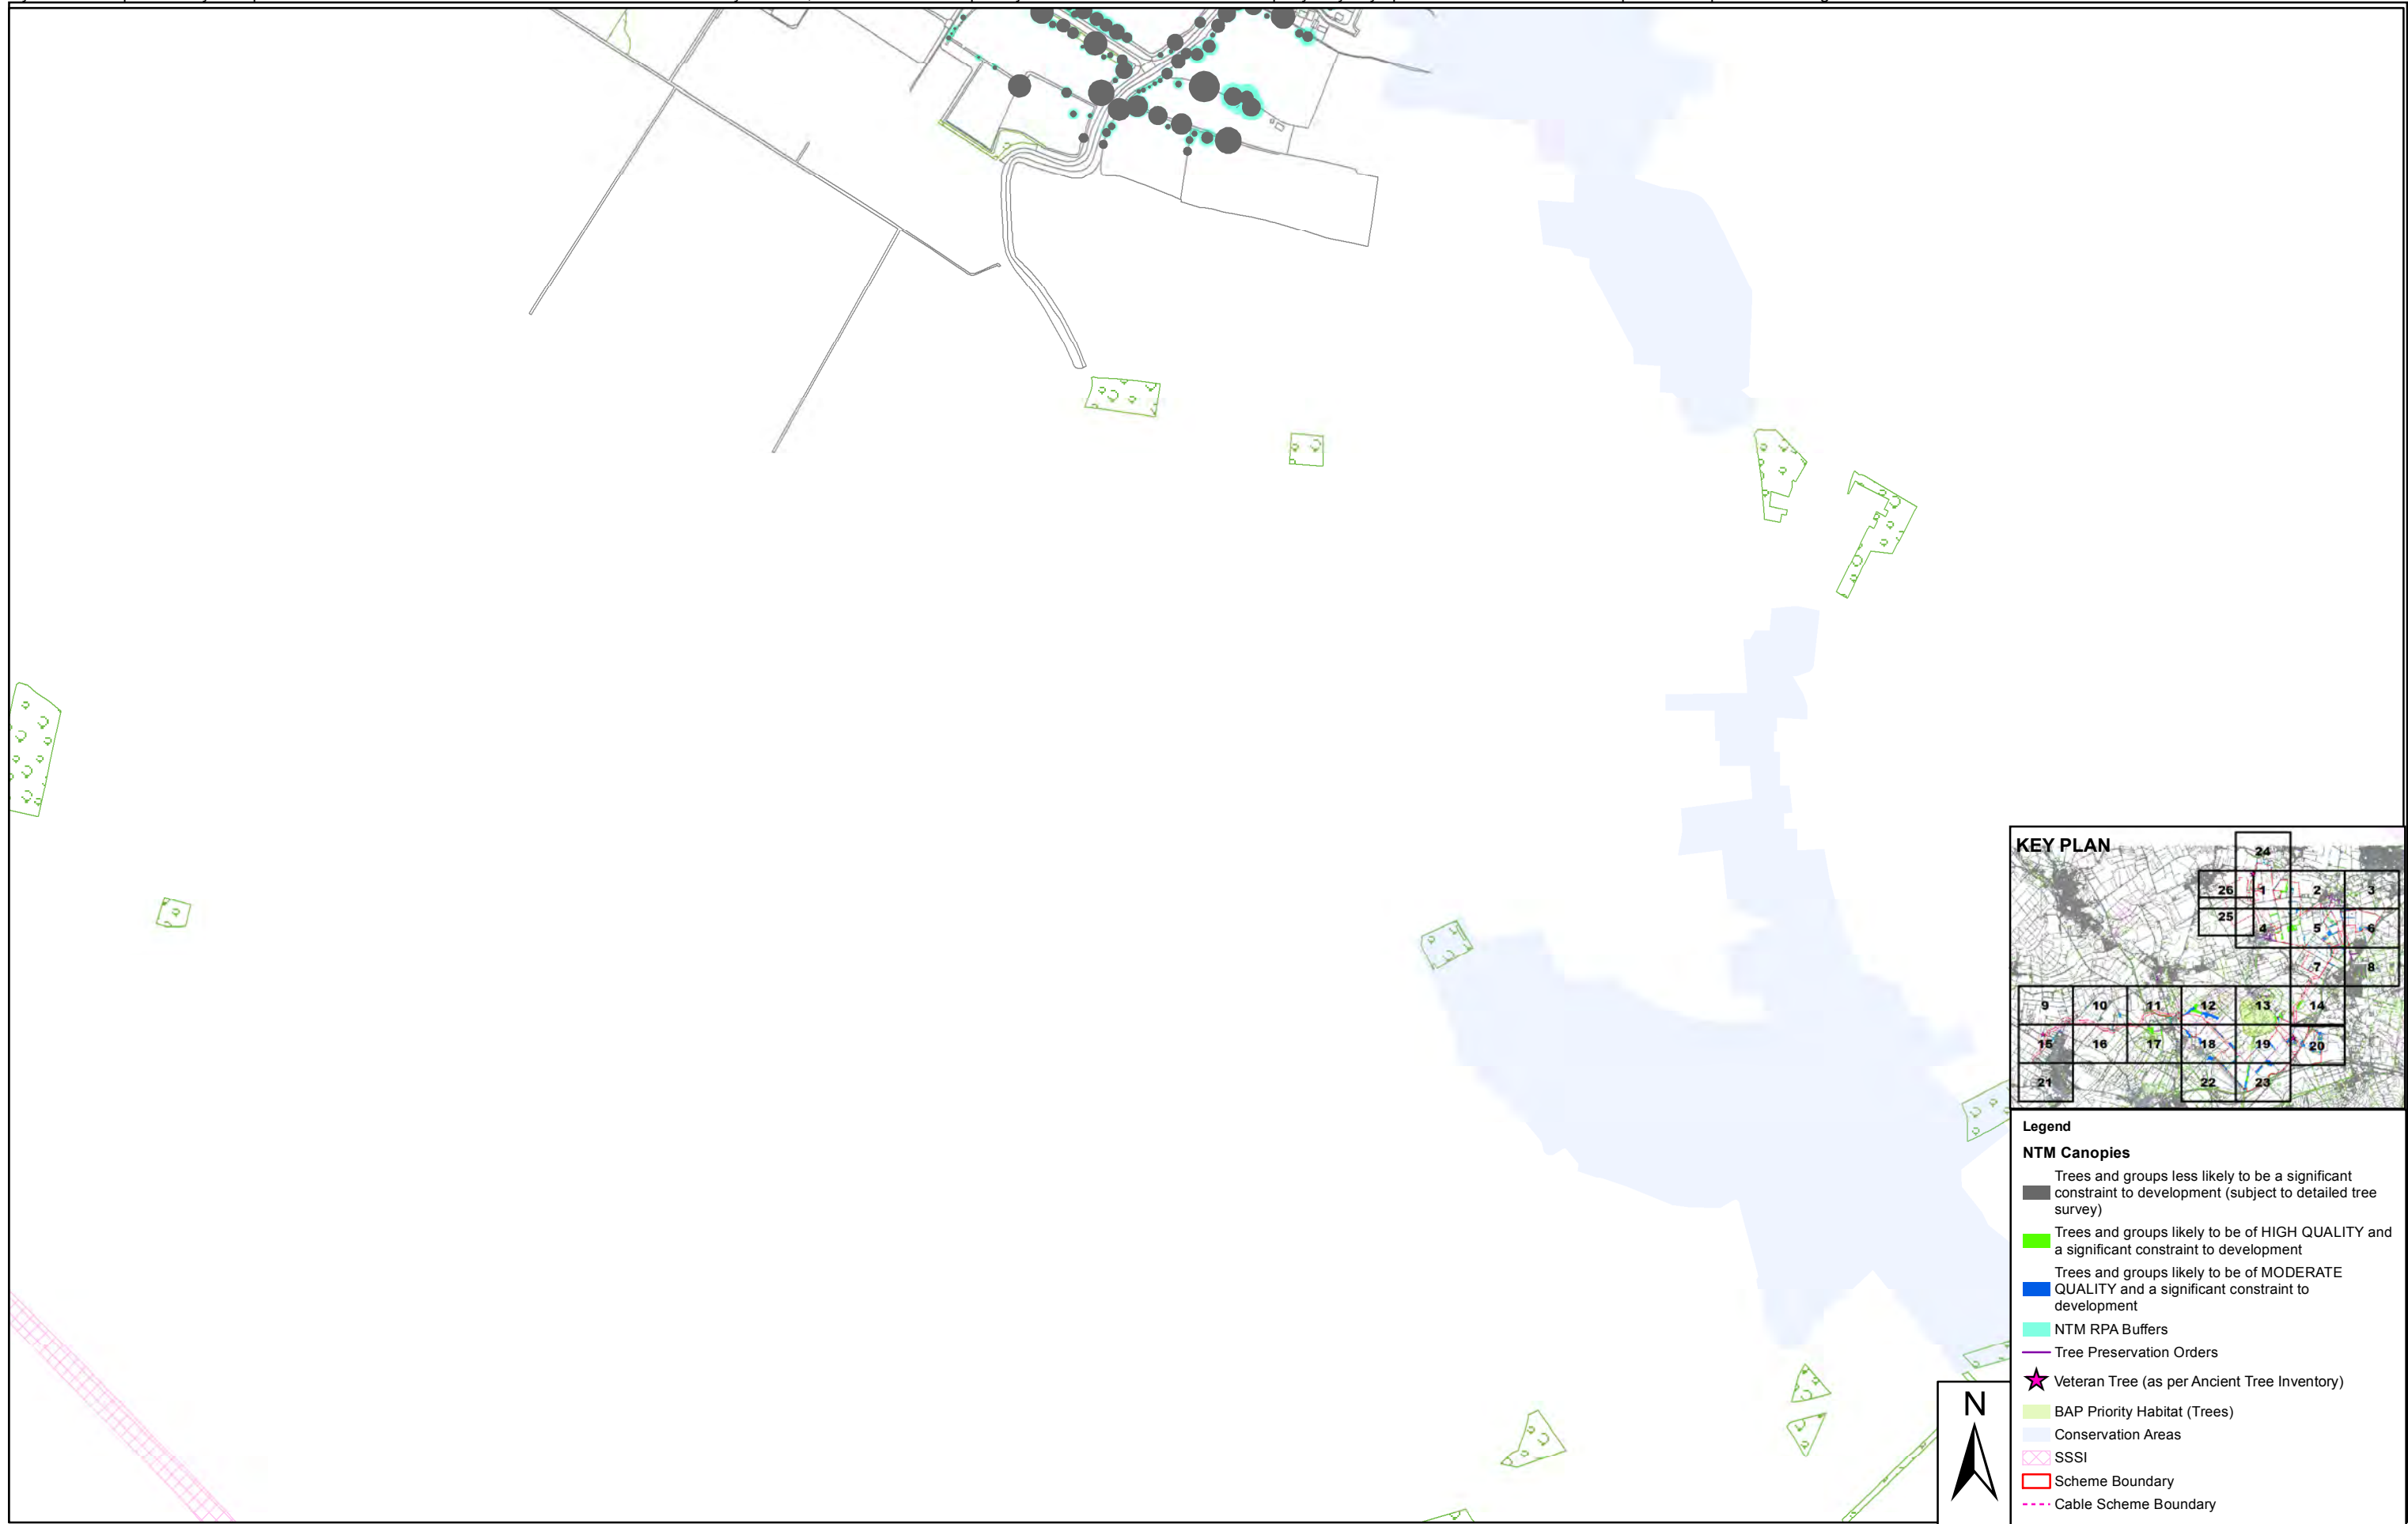 KEY PLAN
24
26 1 2 3
25
4 5 6
7 8
9 10 11 12 13 14
15 16 17 18 19 20
21 22 23
Legend
NTM Canopies
Trees and groups less likely to be a significant
constraint to development (subject to detailed tree
survey)
Trees and groups likely to be of HIGH QUALITY and
a significant constraint to development
Trees and groups likely to be of MODERATE
QUALITY and a significant constraint to
development
NTM RPA Buffers
Tree Preservation Orders
Veteran Tree (as per Ancient Tree Inventory)
BAP Priority Habitat (Trees)
Conservation Areas
SSSI
Scheme Boundary
Cable Scheme Boundary
N